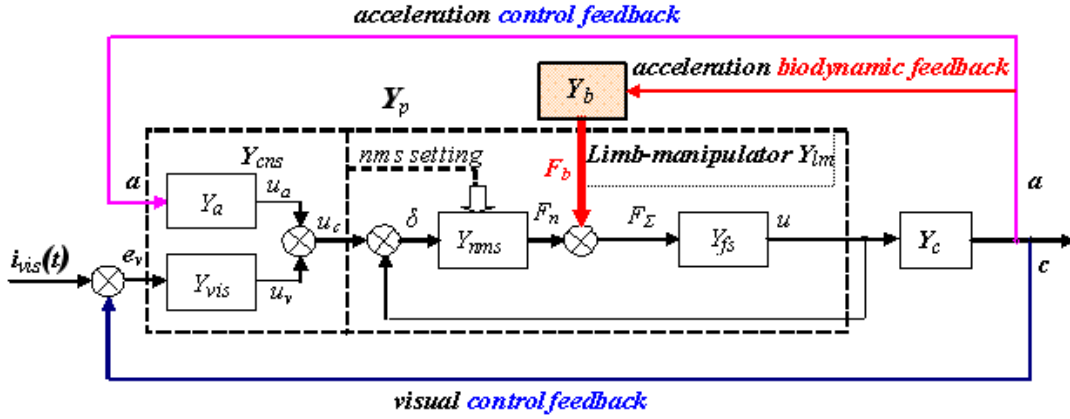 acceleration control feedback
acceleration biodynamic feedback
Y_b
Y_p
Y_cns
nms setting
F_b
Limb-manipulator Y_lm
a
Y_a
u_a
u_c
δ
Y_nms
F_n
F_Σ
Y_fs
u
Y_c
a
i_vis(t)
e_v
Y_vis
u_v
c
visual control feedback